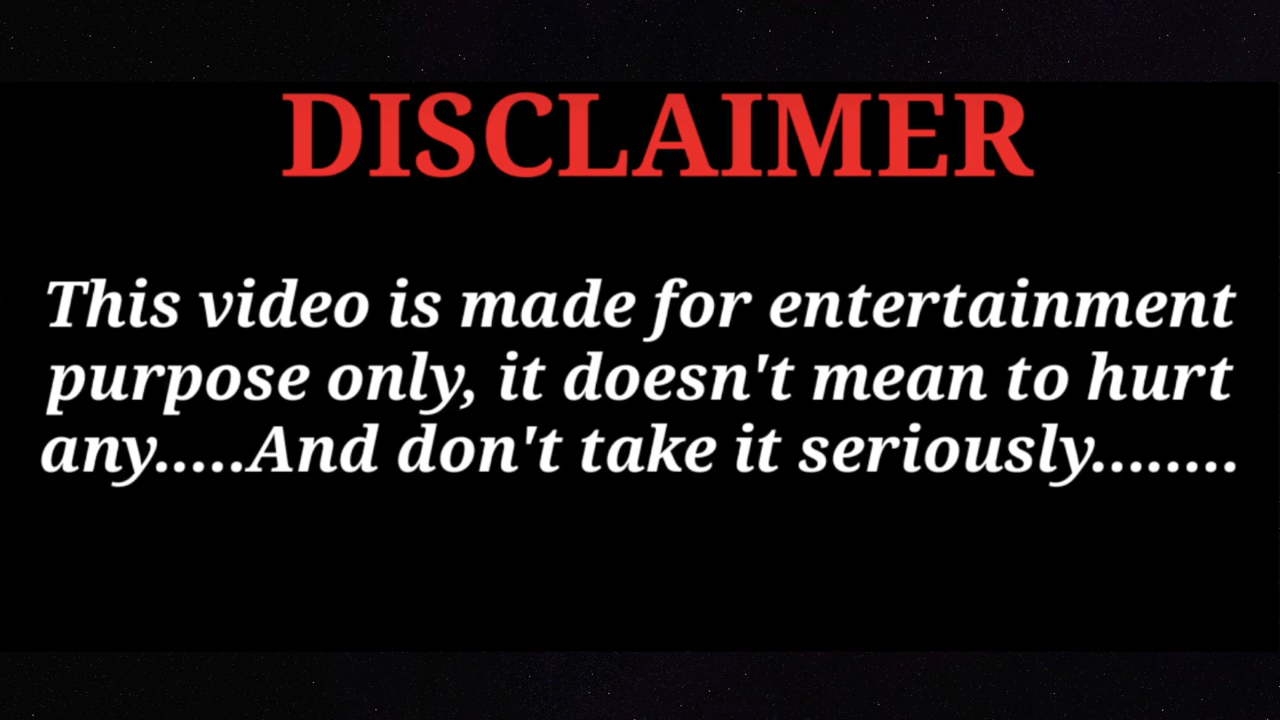 DISCLAIMER
This video is made for entertainment
purpose only, it doesn't mean to hurt
any.....And don't take it seriously........